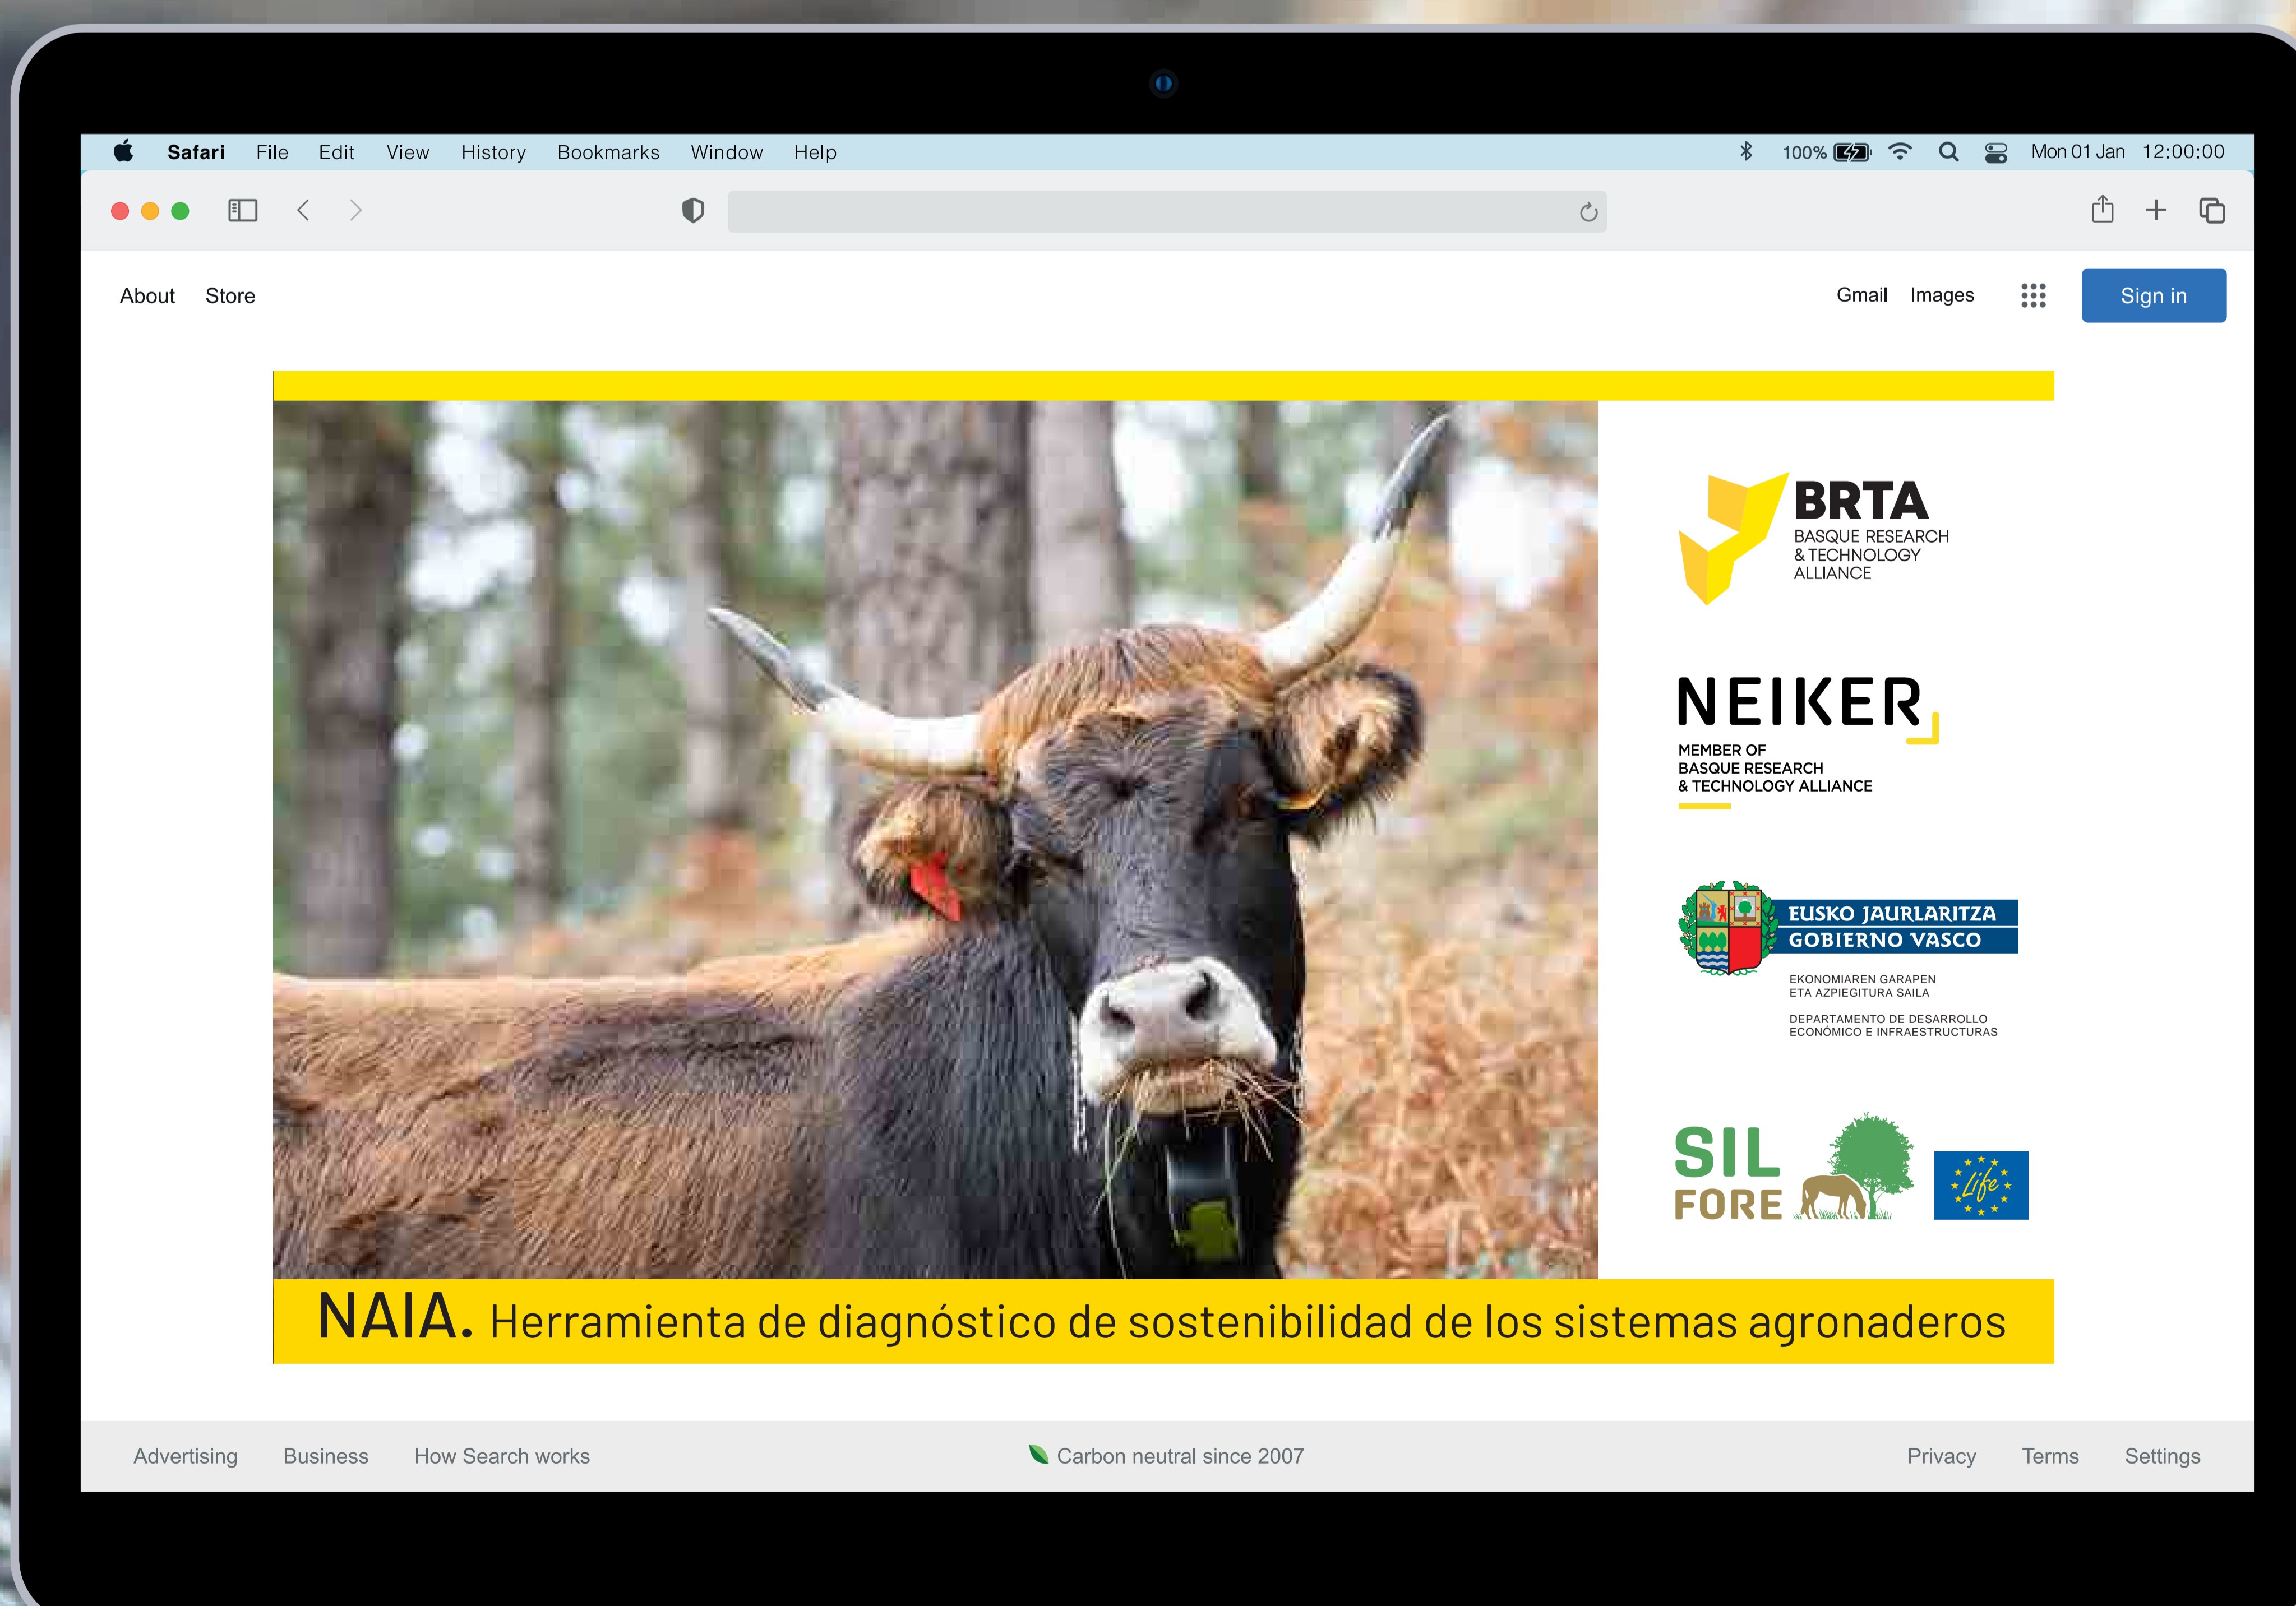 Safari File Edit View History Bookmarks Window Help
100% Mon 01 Jan 12:00:00
About Store
Gmail Images Sign in
BRTA
BASQUE RESEARCH
& TECHNOLOGY
ALLIANCE
NEIKER
MEMBER OF
BASQUE RESEARCH
& TECHNOLOGY ALLIANCE
EUSKO JAURLARITZA
GOBIERNO VASCO
EKONOMIAREN GARAPEN
ETA AZPIEGITURA SAILA
DEPARTAMENTO DE DESARROLLO
ECONÓMICO E INFRAESTRUCTURAS
SIL
FORE
Life
NAIA. Herramienta de diagnóstico de sostenibilidad de los sistemas agronaderos
Advertising Business How Search works
Carbon neutral since 2007
Privacy Terms Settings